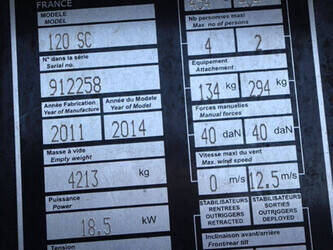 FRANCE
MODELE
MODEL
120 SC
N° dans la série
Serial no.
912258
Année Fabrication
Year of Manufacture
Année du Modele
Year of Model
2011
2014
Masse à vide
Empty weight
4213 kg
Puissance
Power
18.5 kW
Tension
Nb personnes maxi
Max no. of persons
4
2
Equipement
Attachement
134 kg
294 kg
Forces manuelles
Manual forces
40 daN
40 daN
Vitesse maxi du vent
Max. wind speed
0 m/s
12.5 m/s
STABILISATEURS
RENTREES
OUTRIGGERS
RETRACTED
STABILISATEURS
SORTIES
OUTRIGGERS
DEPLOYED
Inclinaison avant/arrière
Front/rear tilt